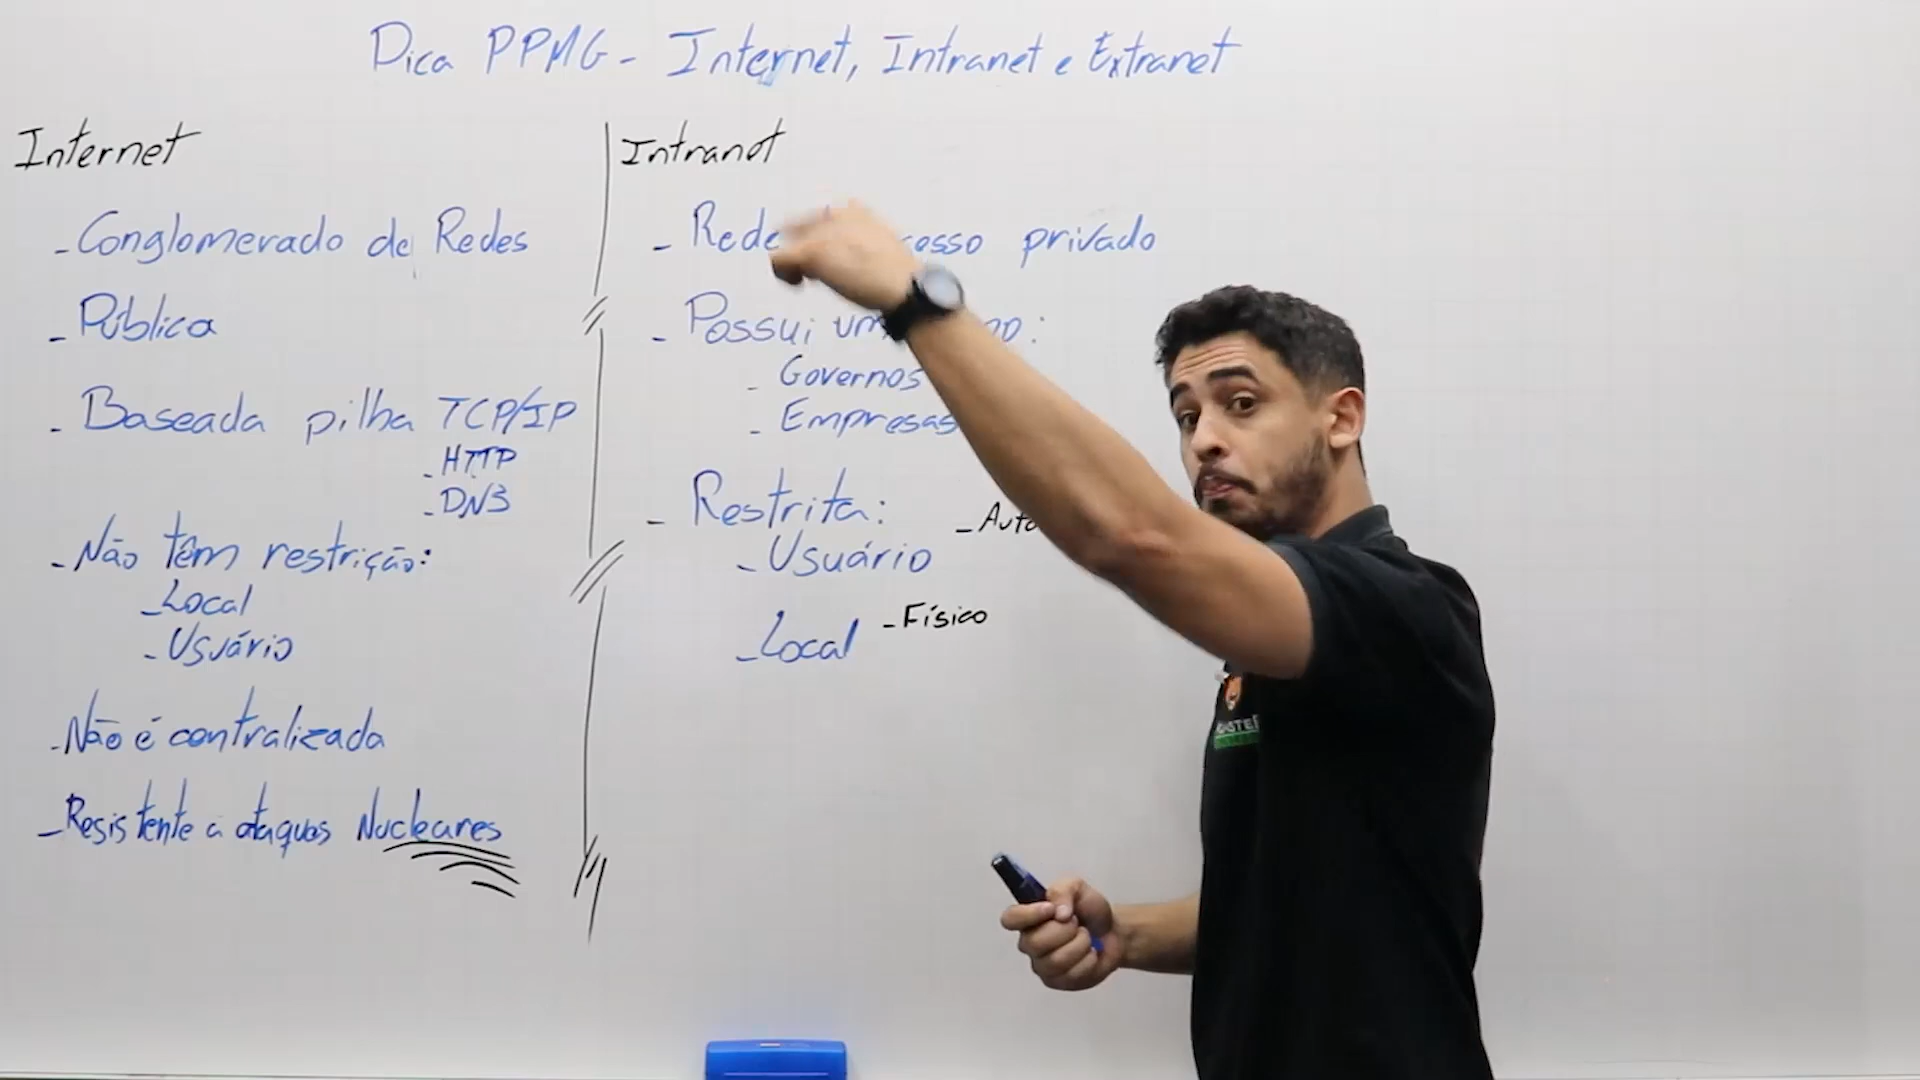 Dica PPMG - Internet, Intranet e Extranet
Internet
- Conglomerado de Redes
- Pública
- Baseada pilha TCP/IP
- HTTP
- DNS
- Não têm restrição:
- Local
- Usuário
- Não é centralizada
- Resistente a ataques Nucleares
Intranet
- Rede privado
- Possui
- Governos
- Empresas
- Restrita:
- Usuário
- Local - Físico